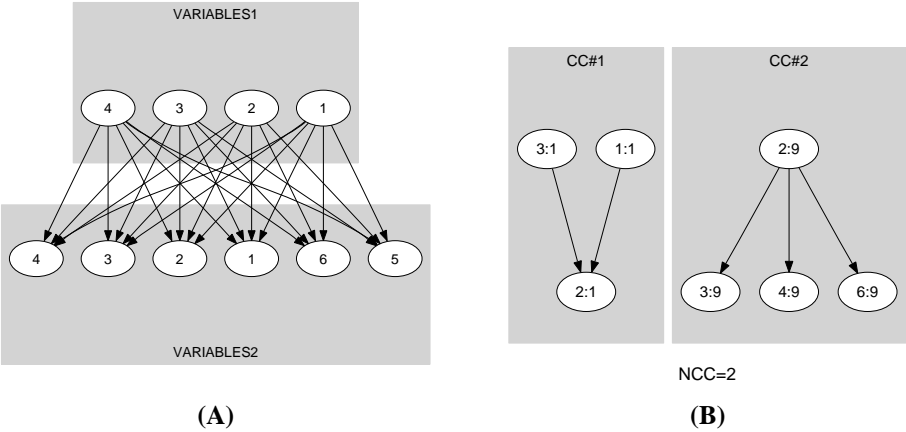 VARIABLES1
4 3 2 1
4 3 2 1 6 5
VARIABLES2
(A)
CC#1 CC#2
3:1 1:1 2:9
2:1 3:9 4:9 6:9
NCC=2
(B)